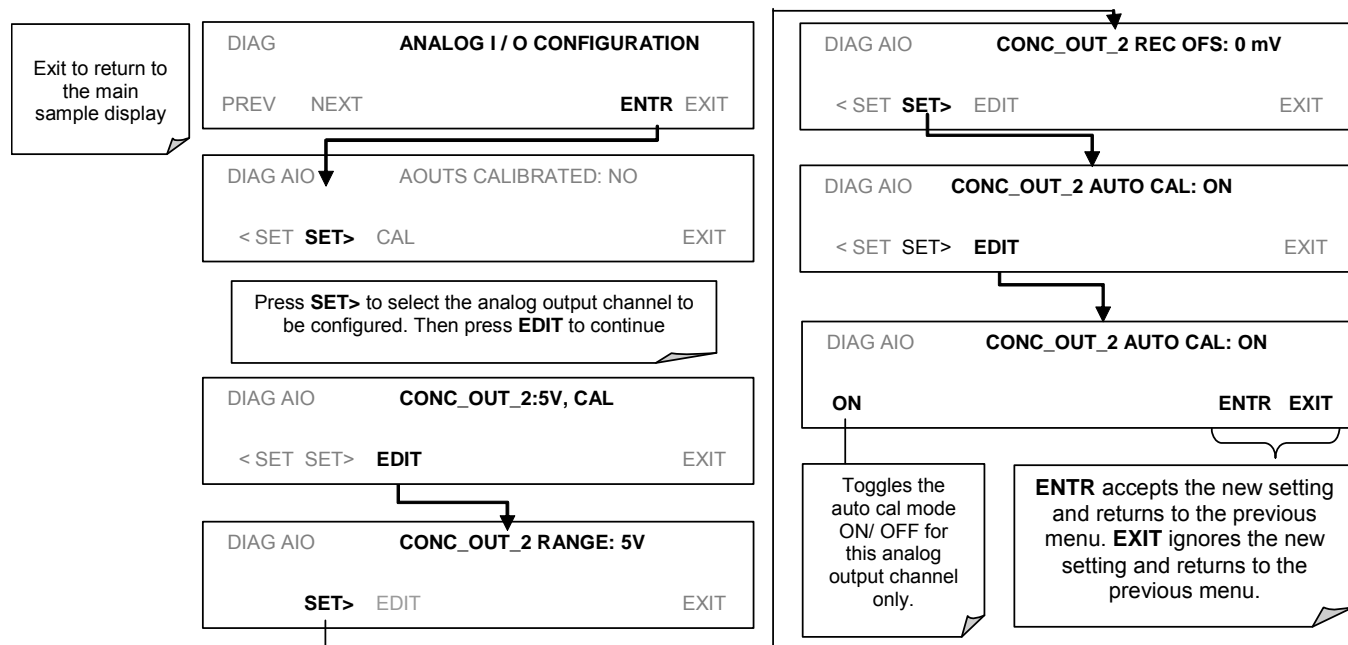 Exit to return to
the main
sample display
DIAG ANALOG I / O CONFIGURATION
PREV NEXT ENTR EXIT
DIAG AIO AOUTS CALIBRATED: NO
< SET SET> CAL EXIT
Press SET> to select the analog output channel to
be configured. Then press EDIT to continue
DIAG AIO CONC_OUT_2:5V, CAL
< SET SET> EDIT EXIT
DIAG AIO CONC_OUT_2 RANGE: 5V
SET> EDIT EXIT
DIAG AIO CONC_OUT_2 REC OFS: 0 mV
< SET SET> EDIT EXIT
DIAG AIO CONC_OUT_2 AUTO CAL: ON
< SET SET> EDIT EXIT
DIAG AIO CONC_OUT_2 AUTO CAL: ON
ON ENTR EXIT
Toggles the
auto cal mode
ON/ OFF for
this analog
output channel
only.
ENTR accepts the new setting
and returns to the previous
menu. EXIT ignores the new
setting and returns to the
previous menu.